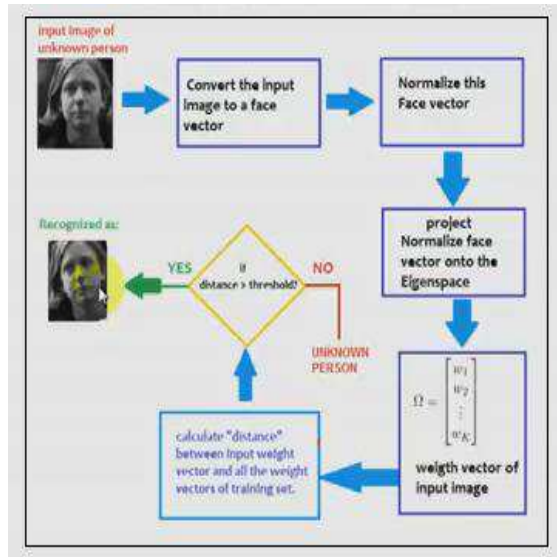 input image of
unknown person
Convert the input
image to a face
vector
Normalize this
Face vector
project
Normalize face
vector onto the
Eigenspace
Ω = [w1 w2 ⋮ wK]
weigth vector of
input image
calculate "distance"
between input weight
vector and all the weight
vectors of training set.
If
distance > threshold?
YES
NO
UNKNOWN
PERSON
Recognized as: